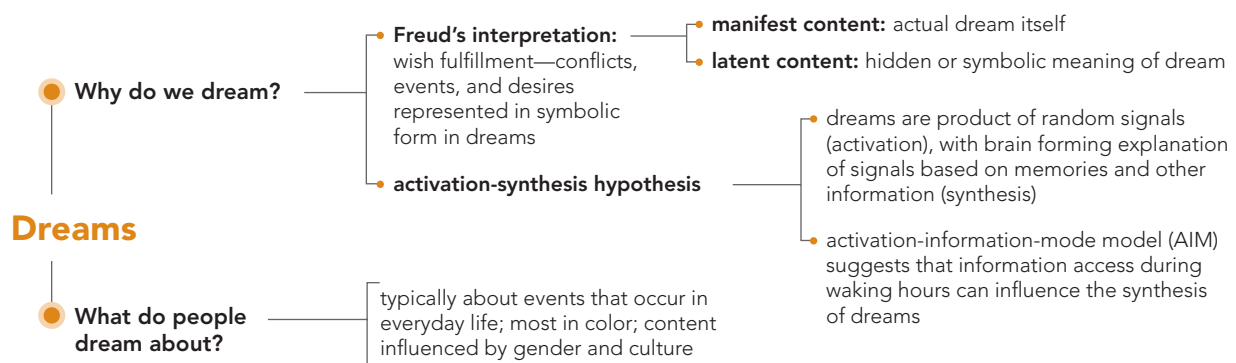 Dreams
Why do we dream?
Freud's interpretation:
wish fulfillment—conflicts,
events, and desires
represented in symbolic
form in dreams
manifest content: actual dream itself
latent content: hidden or symbolic meaning of dream
activation-synthesis hypothesis
dreams are product of random signals
(activation), with brain forming explanation
of signals based on memories and other
information (synthesis)
activation-information-mode model (AIM)
suggests that information access during
waking hours can influence the synthesis
of dreams
What do people
dream about?
typically about events that occur in
everyday life; most in color; content
influenced by gender and culture